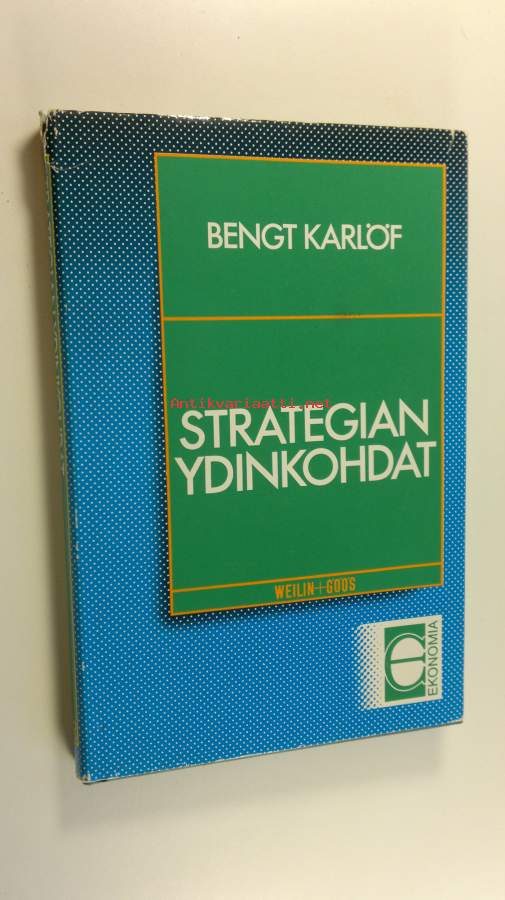 BENGT KARLÖF
Antikvariaatti.net
STRATEGIAN
YDINKOHDAT
WEILIN+GÖÖS
e
EKONOMIA